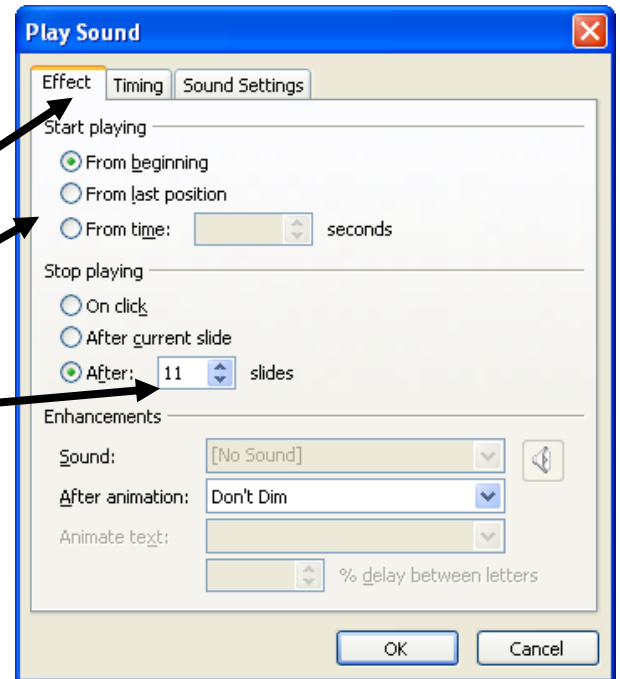 Play Sound
Effect Timing Sound Settings
Start playing
From beginning
From last position
From time: seconds
Stop playing
On click
After current slide
After: 11 slides
Enhancements
Sound: [No Sound]
After animation: Don't Dim
Animate text:
% delay between letters
OK Cancel